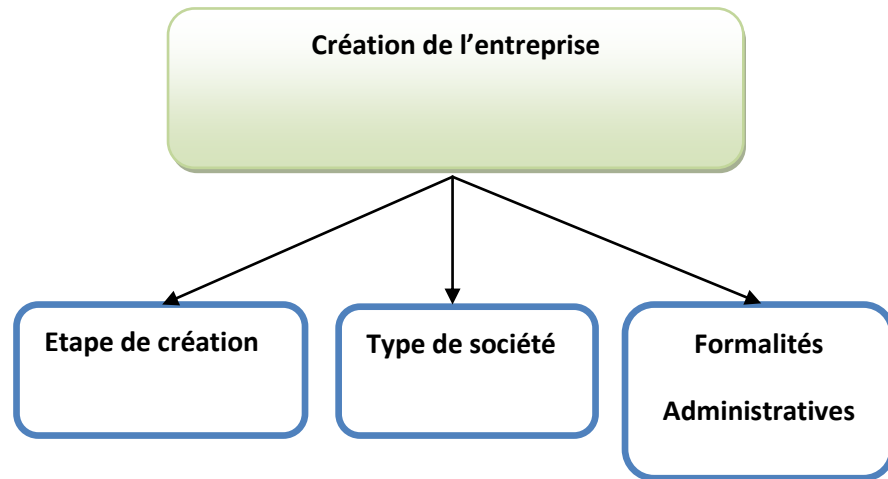 Création de l’entreprise
Etape de création
Type de société
Formalités
Administratives